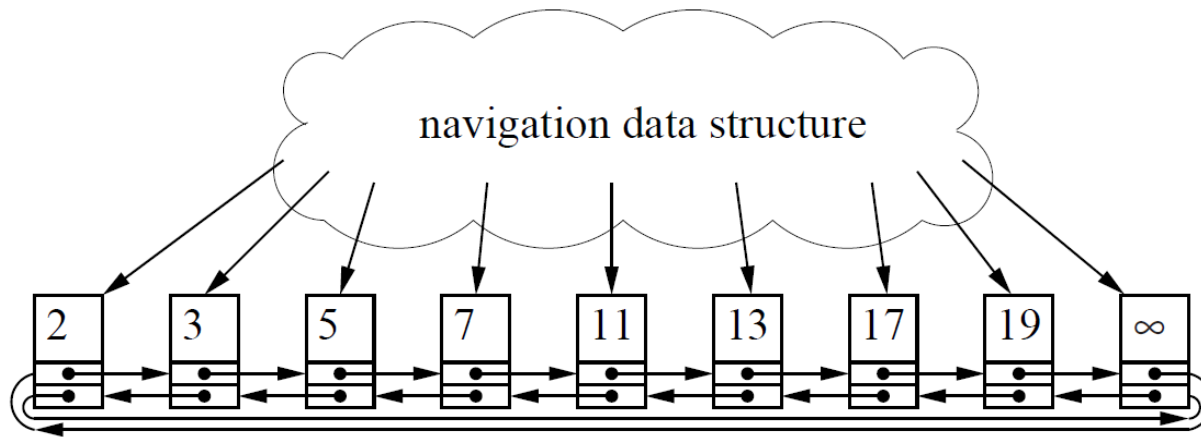 navigation data structure
2 3 5 7 11 13 17 19 ∞